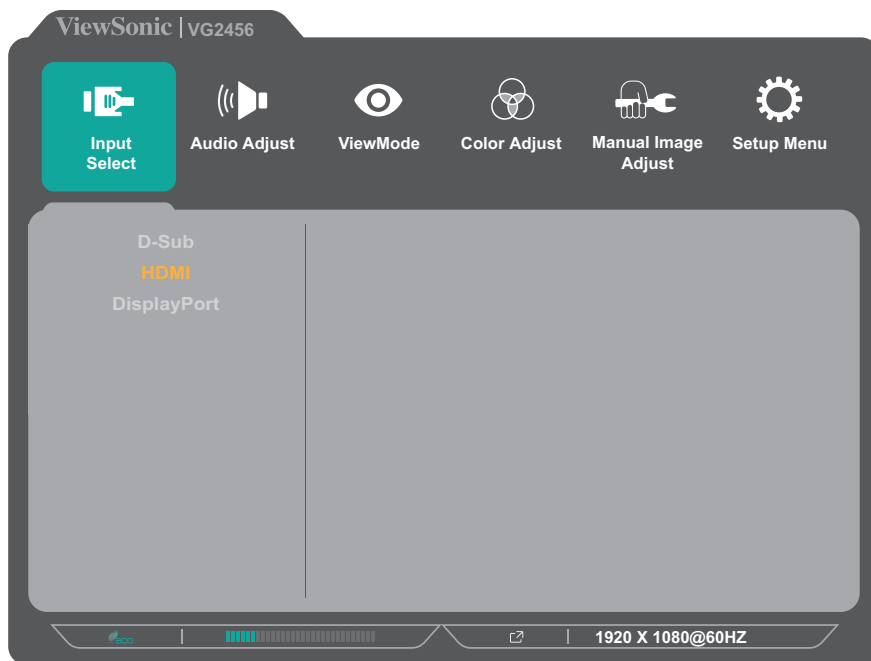 ViewSonic | VG2456
Input Select
Audio Adjust
ViewMode
Color Adjust
Manual Image Adjust
Setup Menu
D-Sub
HDMI
DisplayPort
eco
1920 X 1080@60HZ